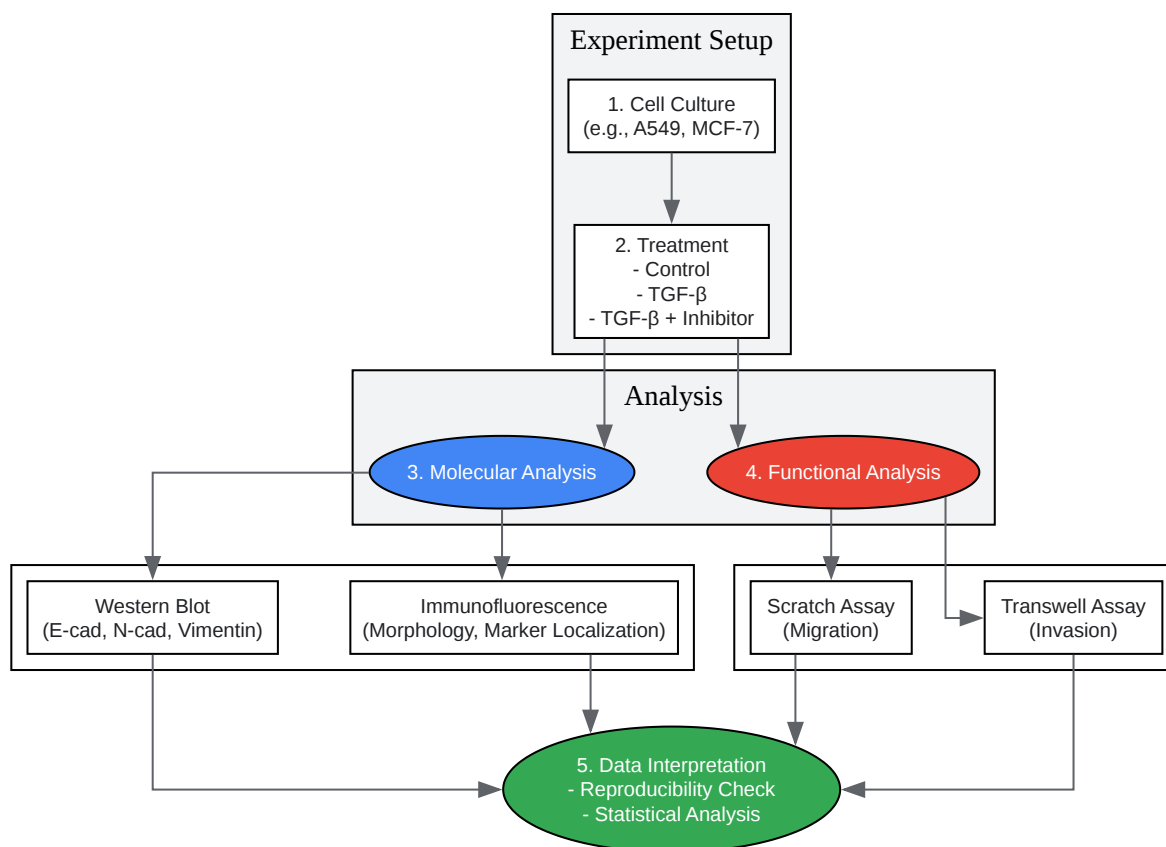 Experiment Setup
1. Cell Culture
(e.g., A549, MCF-7)
2. Treatment
- Control
- TGF-β
- TGF-β + Inhibitor
Analysis
3. Molecular Analysis
4. Functional Analysis
Western Blot
(E-cad, N-cad, Vimentin)
Immunofluorescence
(Morphology, Marker Localization)
Scratch Assay
(Migration)
Transwell Assay
(Invasion)
5. Data Interpretation
- Reproducibility Check
- Statistical Analysis